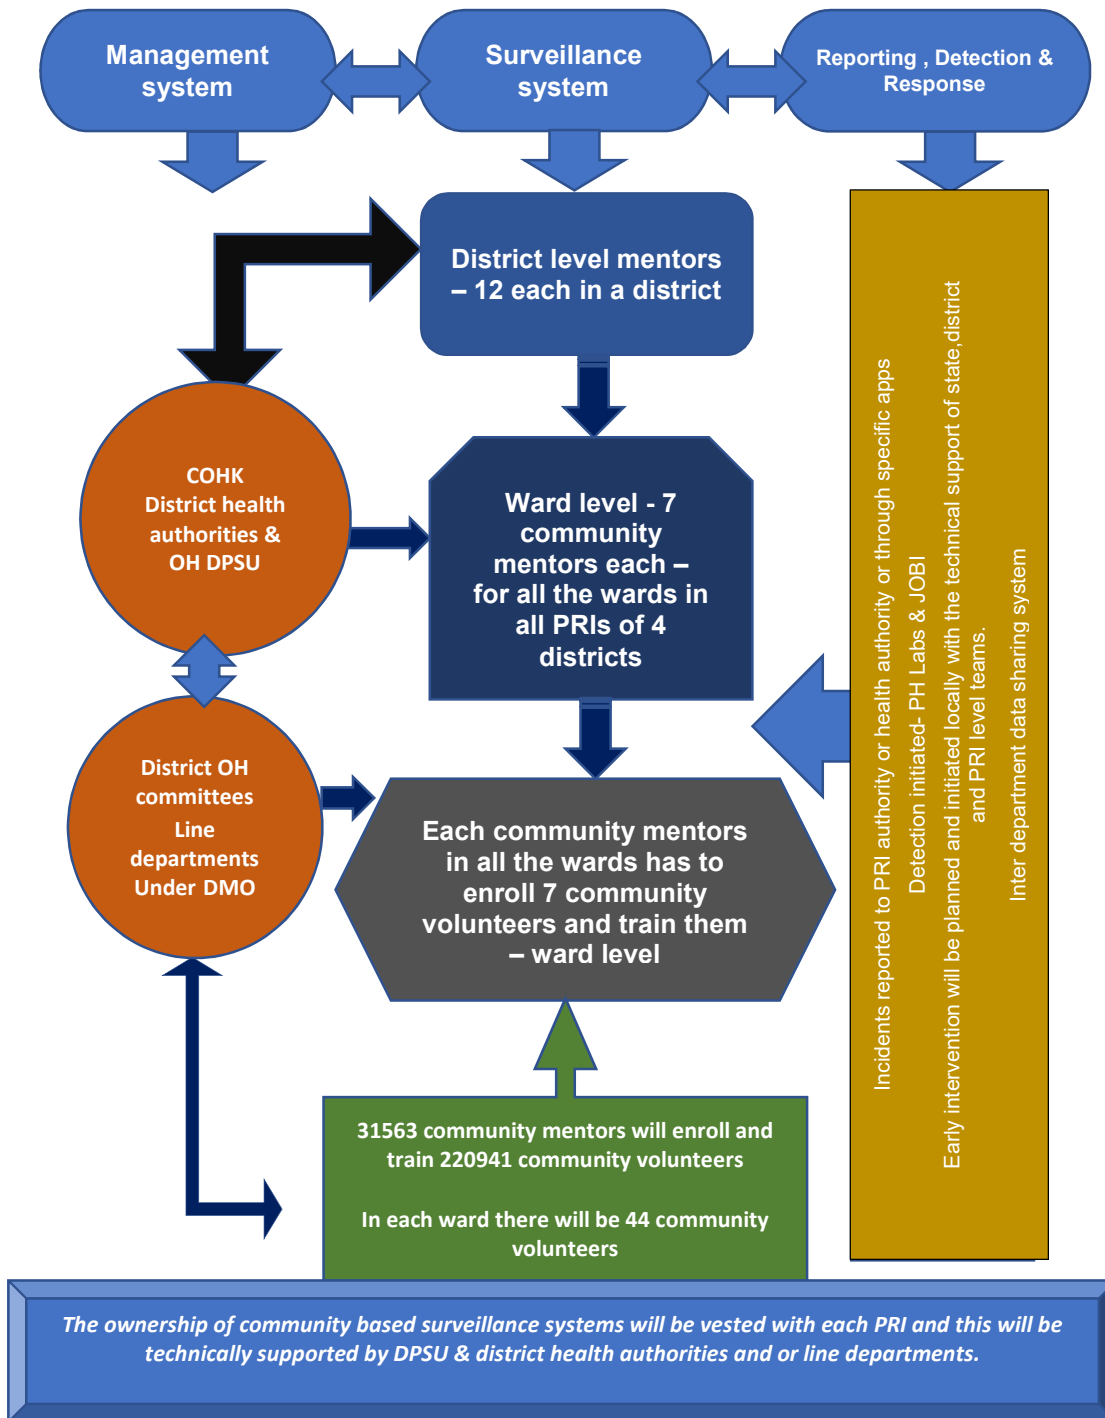 Management
system
Surveillance
system
Reporting , Detection &
Response
District level mentors
– 12 each in a district
COHK
District health
authorities &
OH DPSU
Ward level - 7
community
mentors each –
for all the wards in
all PRIs of 4
districts
District OH
committees
Line
departments
Under DMO
Each community mentors
in all the wards has to
enroll 7 community
volunteers and train them
– ward level
31563 community mentors will enroll and
train 220941 community volunteers
In each ward there will be 44 community
volunteers
Incidents reported to PRI authority or health authority or through specific apps
Detection initiated- PH Labs & JOBI
Early intervention will be planned and initiated locally with the technical support of state,district
and PRI level teams.
Inter department data sharing system
The ownership of community based surveillance systems will be vested with each PRI and this will be
technically supported by DPSU & district health authorities and or line departments.